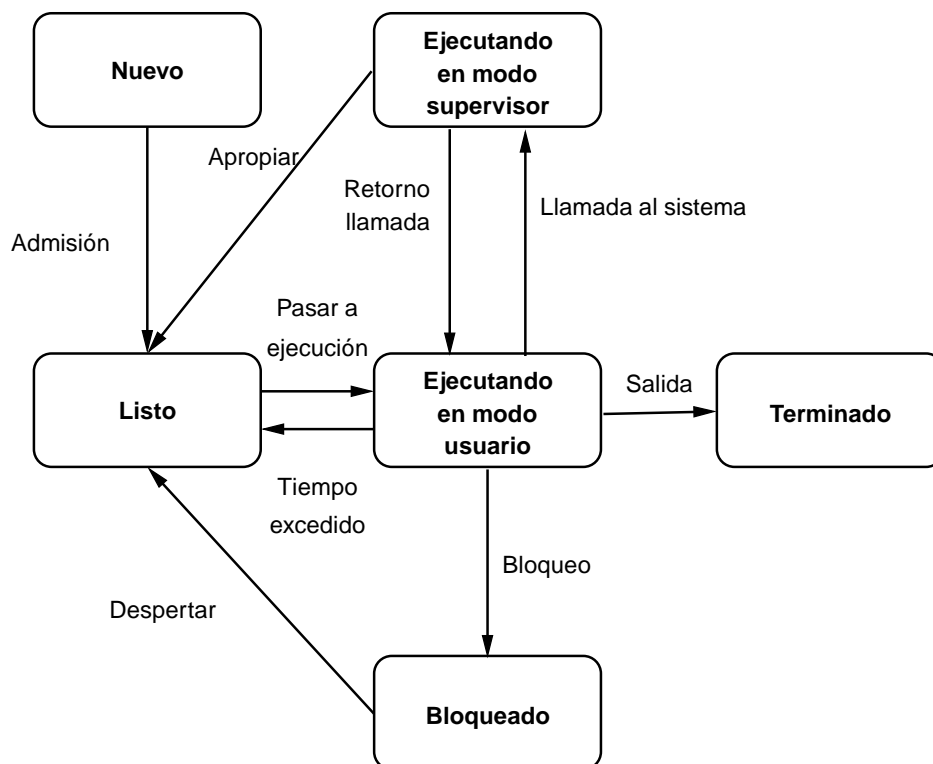 Nuevo
Ejecutando
en modo
supervisor
Apropiar
Retorno
llamada
Llamada al sistema
Admisión
Pasar a
ejecución
Listo
Ejecutando
en modo
usuario
Salida
Terminado
Tiempo
excedido
Bloqueo
Despertar
Bloqueado